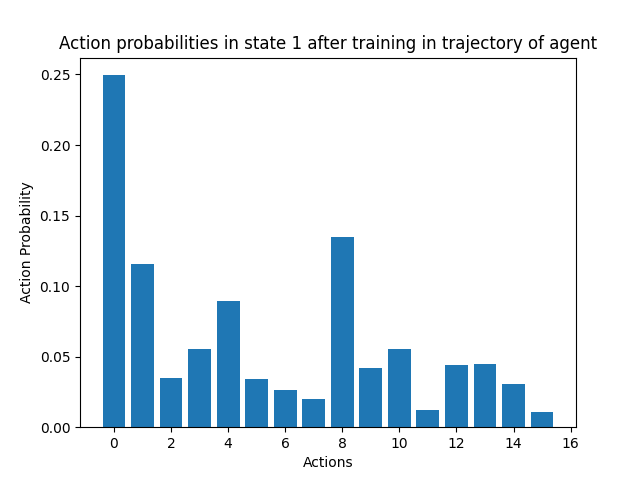 Action probabilities in state 1 after training in trajectory of agent
0.25
0.20
0.15
0.10
0.05
0.00
Action Probability
0 2 4 6 8 10 12 14 16
Actions